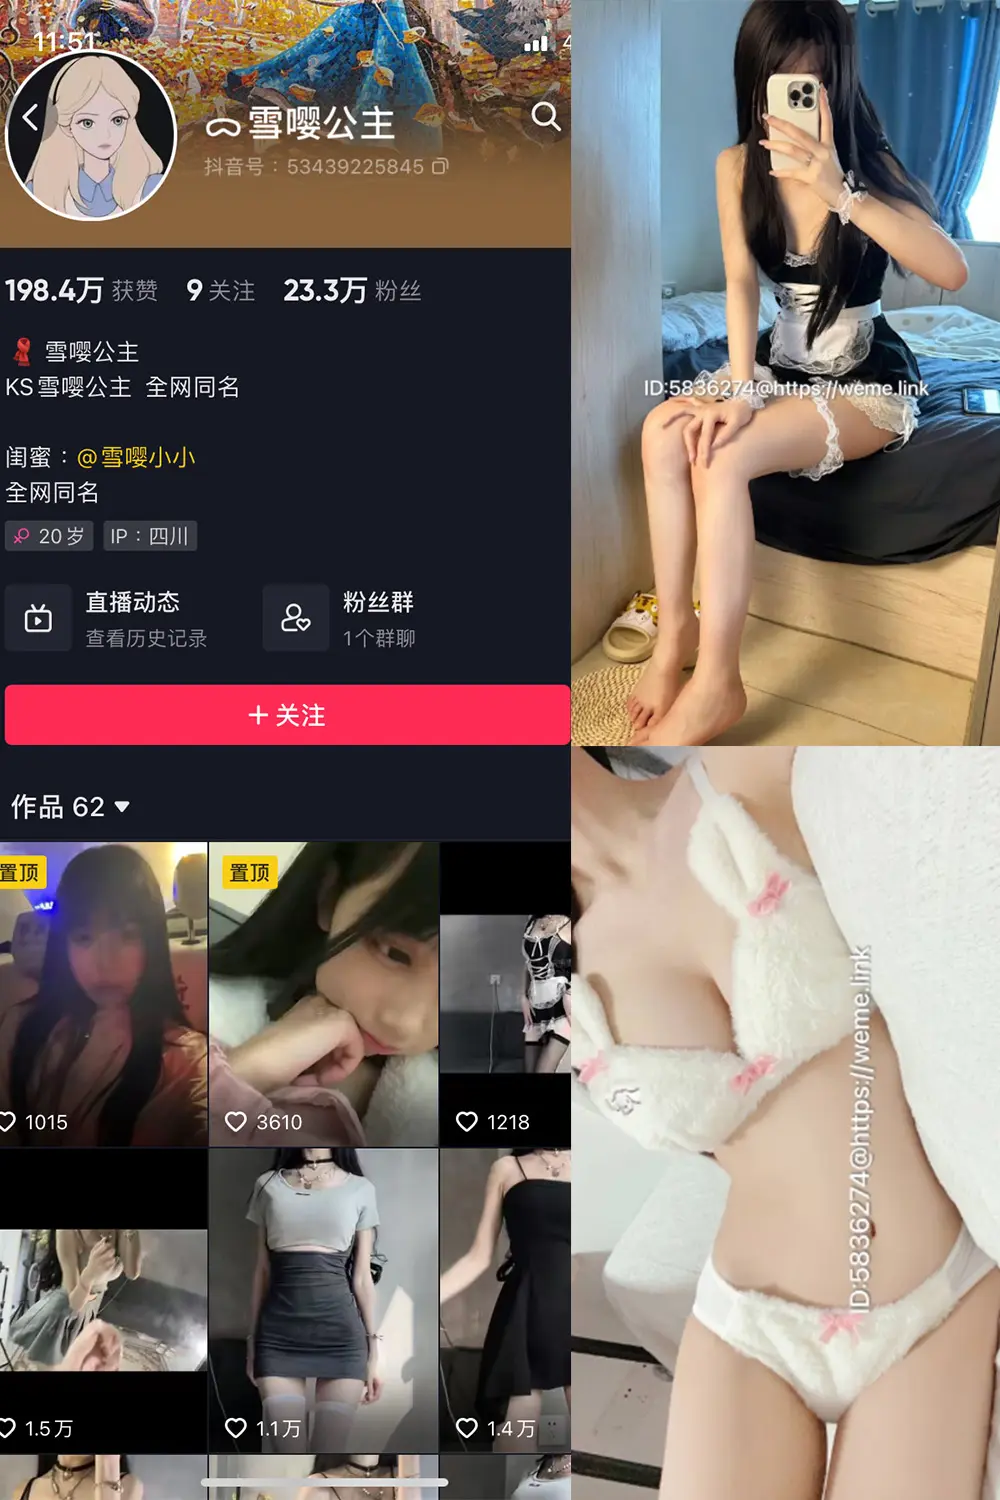 11:51
4
雪嘤公主
抖音号：53439225845
198.4万 获赞 9 关注 23.3万 粉丝
雪嘤公主
KS雪嘤公主 全网同名
闺蜜：@雪嘤小小
全网同名
20岁 IP：四川
直播动态
查看历史记录
粉丝群
1个群聊
+ 关注
作品 62
置顶
置顶
1015
3610
1218
1.5万
1.1万
1.4万
ID:5836274@https://weme.link
ID:5836274@https://weme.link